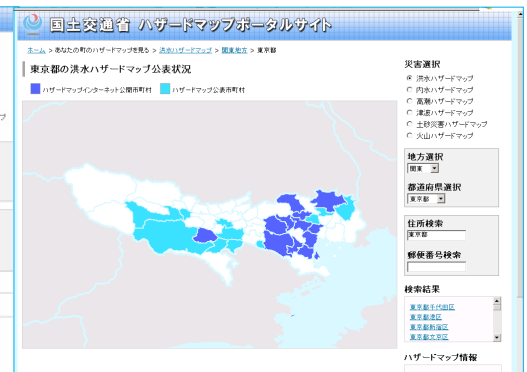 国土交通省 ハザードマップポータルサイト
ホーム > あなたの町のハザードマップを見る > 洪水ハザードマップ > 関東地方 > 東京都
東京都の洪水ハザードマップ公表状況
ハザードマップインターネット公開市町村
ハザードマップ公表市町村
災害選択
洪水ハザードマップ
内水ハザードマップ
高潮ハザードマップ
津波ハザードマップ
土砂災害ハザードマップ
火山ハザードマップ
地方選択
関東
都道府県選択
東京都
住所検索
東京都
郵便番号検索
検索結果
東京都千代田区
東京都港区
東京都新宿区
東京都文京区
ハザードマップ情報
プ